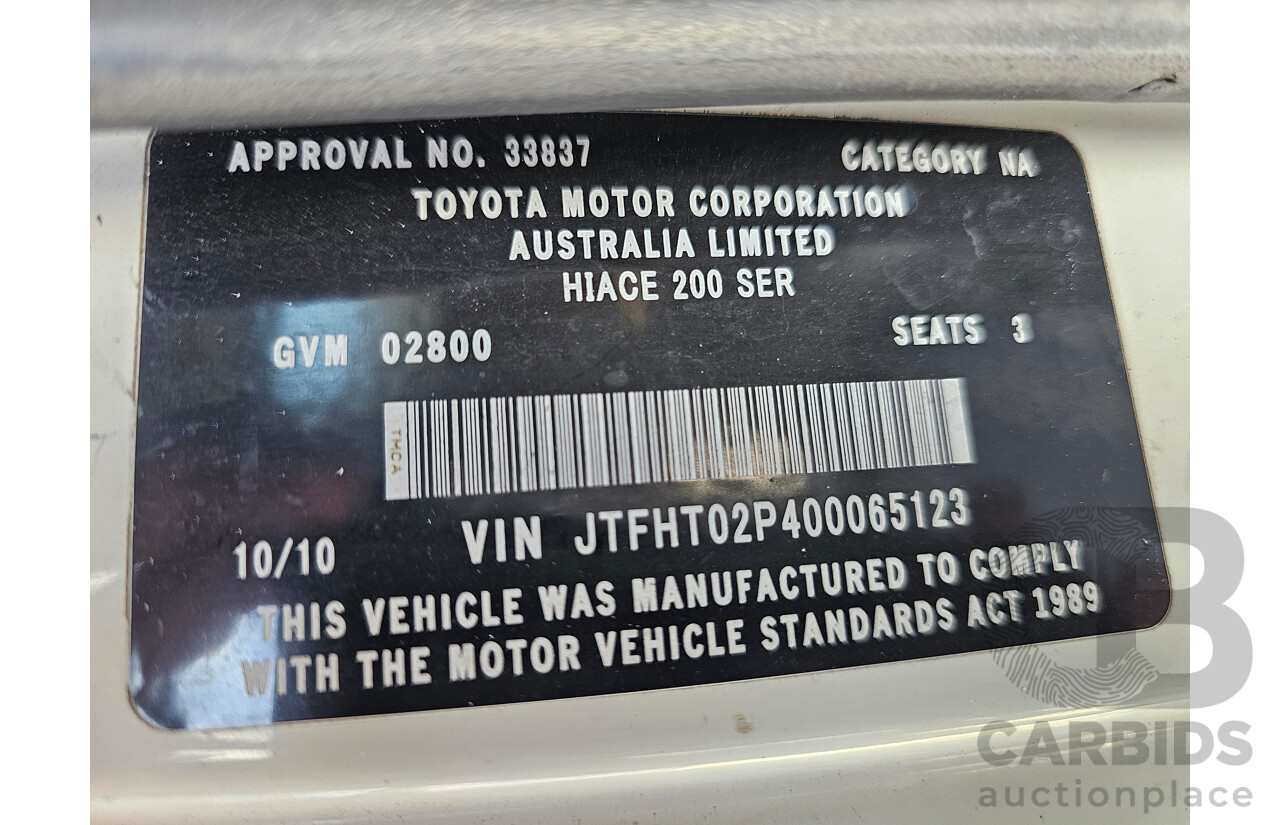 APPROVAL NO. 33837 CATEGORY NA
TOYOTA MOTOR CORPORATION
AUSTRALIA LIMITED
HIACE 200 SER
GVM 02800 SEATS 3
TMCA
10/10 VIN JTFHT02P400065123
THIS VEHICLE WAS MANUFACTURED TO COMPLY
WITH THE MOTOR VEHICLE STANDARDS ACT 1989
CARBIDS
auctionplace